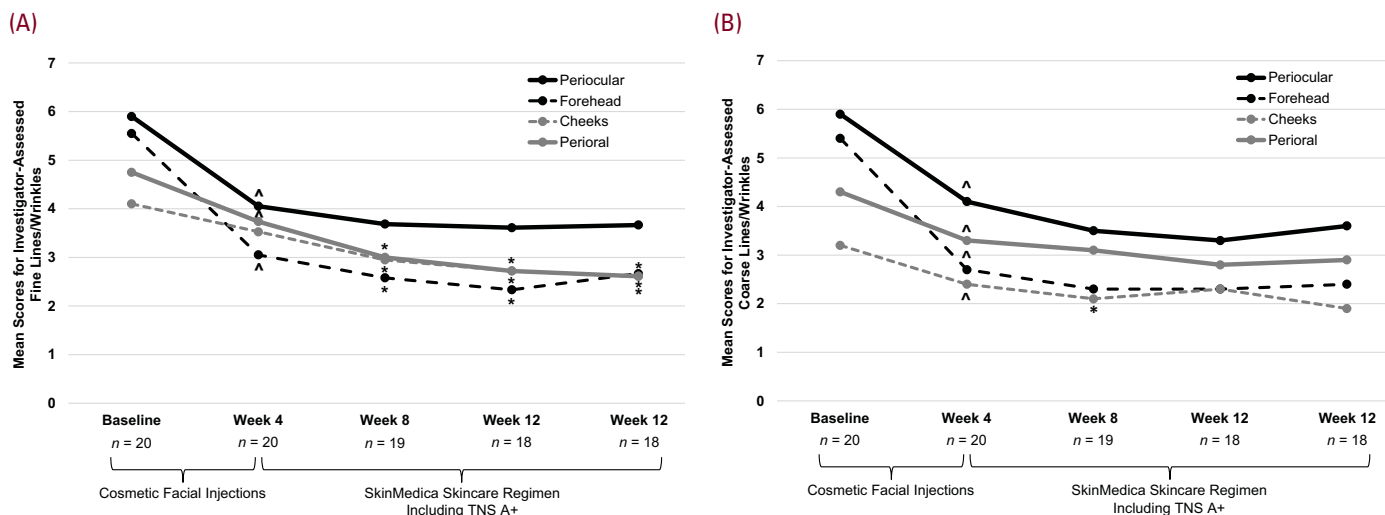 (A)
Mean Scores for Investigator-Assessed
Fine Lines/Wrinkles
7
6
5
4
3
2
1
0
Periocular
Forehead
Cheeks
Perioral
^
^
^
*
*
*
*
*
*
*
*
*
Baseline
Week 4
Week 8
Week 12
Week 12
n = 20
n = 20
n = 19
n = 18
n = 18
Cosmetic Facial Injections
SkinMedica Skincare Regimen
Including TNS A+
(B)
Mean Scores for Investigator-Assessed
Coarse Lines/Wrinkles
7
6
5
4
3
2
1
0
Periocular
Forehead
Cheeks
Perioral
^
^
^
^
*
Baseline
Week 4
Week 8
Week 12
Week 12
n = 20
n = 20
n = 19
n = 18
n = 18
Cosmetic Facial Injections
SkinMedica Skincare Regimen
Including TNS A+